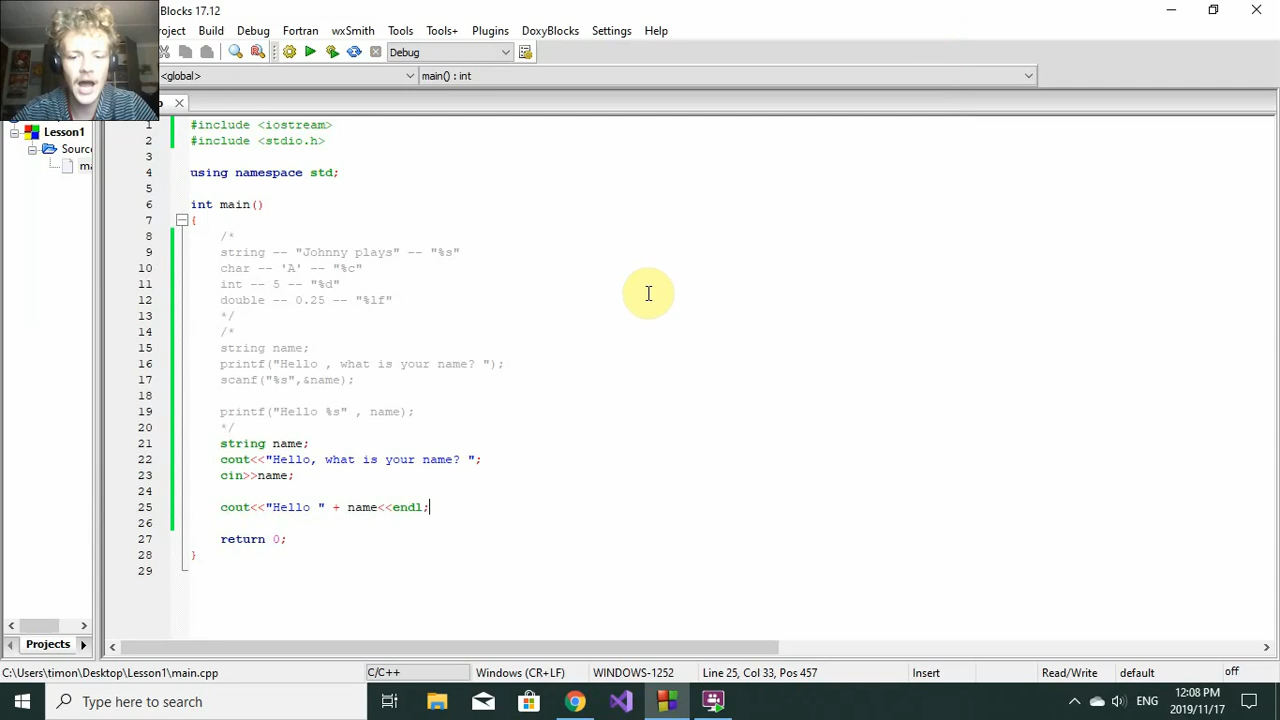 Blocks 17.12
roject Build Debug Fortran wxSmith Tools Tools+ Plugins DoxyBlocks Settings Help
Debug
<global> main() : int
p
Lesson1
Sourc
ma
1 #include <iostream>
2 #include <stdio.h>
3
4 using namespace std;
5
6 int main()
7 {
8 /*
9 string -- "Johnny plays" -- "%s"
10 char -- 'A' -- "%c"
11 int -- 5 -- "%d"
12 double -- 0.25 -- "%lf"
13 */
14 /*
15 string name;
16 printf("Hello , what is your name? ");
17 scanf("%s",&name);
18
19 printf("Hello %s" , name);
20 */
21 string name;
22 cout<<"Hello, what is your name? ";
23 cin>>name;
24
25 cout<<"Hello " + name<<endl;
26
27 return 0;
28 }
29
Projects
C:\Users\timon\Desktop\Lesson1\main.cpp C/C++ Windows (CR+LF) WINDOWS-1252 Line 25, Col 33, Pos 457 Insert Read/Write default off
Type here to search
ENG
12:08 PM
2019/11/17